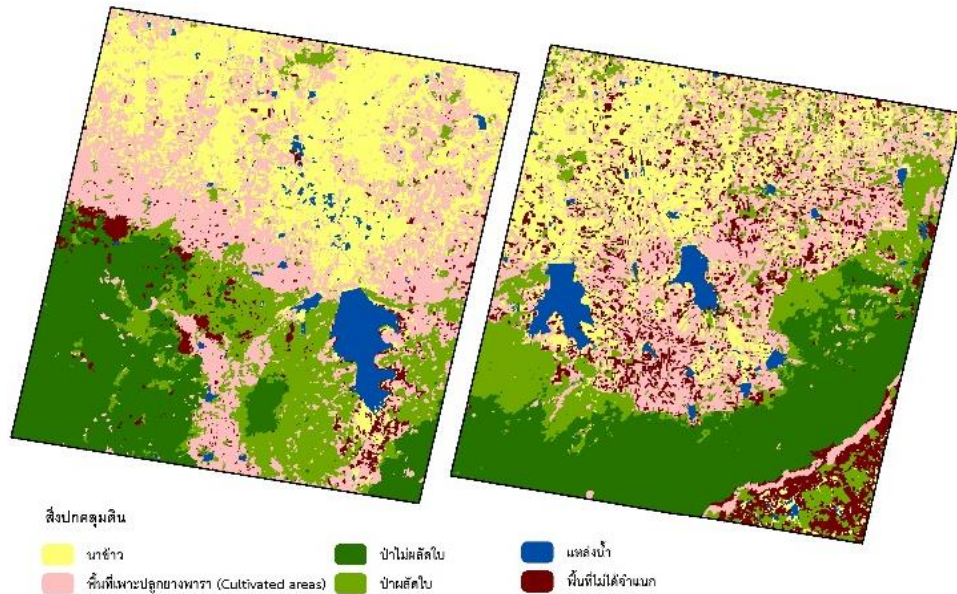 สิ่งปกคลุมดิน
นาข้าว
ป่าไม่ผลัดใบ
แหล่งน้ำ
พื้นที่เพาะปลูกยางพารา (Cultivated areas)
ป่าผลัดใบ
พื้นที่ไม่ได้จำแนก